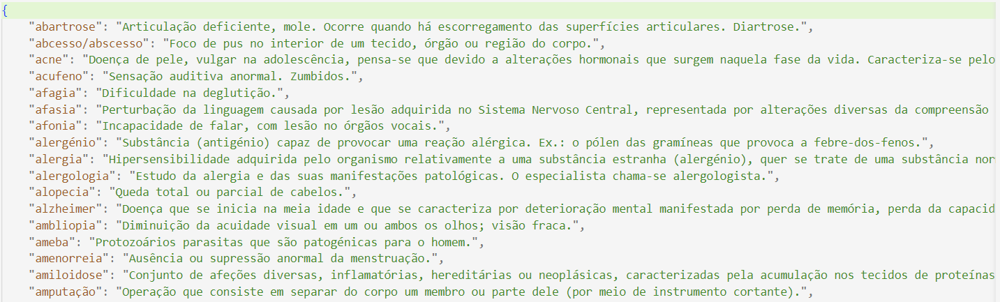 {
"abartrose": "Articulação deficiente, mole. Ocorre quando há escorregamento das superfícies articulares. Diartrose.",
"abcesso/abscesso": "Foco de pus no interior de um tecido, órgão ou região do corpo.",
"acne": "Doença de pele, vulgar na adolescência, pensa-se que devido a alterações hormonais que surgem naquela fase da vida. Caracteriza-se pelo
"acufeno": "Sensação auditiva anormal. Zumbidos.",
"afagia": "Dificuldade na deglutição.",
"afasia": "Perturbação da linguagem causada por lesão adquirida no Sistema Nervoso Central, representada por alterações diversas da compreensão
"afonia": "Incapacidade de falar, com lesão no órgãos vocais.",
"alergénio": "Substância (antigénio) capaz de provocar uma reação alérgica. Ex.: o pólen das gramíneas que provoca a febre-dos-fenos.",
"alergia": "Hipersensibilidade adquirida pelo organismo relativamente a uma substância estranha (alergénio), quer se trate de uma substância nor
"alergologia": "Estudo da alergia e das suas manifestações patológicas. O especialista chama-se alergologista.",
"alopecia": "Queda total ou parcial de cabelos.",
"alzheimer": "Doença que se inicia na meia idade e que se caracteriza por deterioração mental manifestada por perda de memória, perda da capacid
"ambliopia": "Diminuição da acuidade visual em um ou ambos os olhos; visão fraca.",
"ameba": "Protozoários parasitas que são patogénicas para o homem.",
"amenorreia": "Ausência ou supressão anormal da menstruação.",
"amiloidose": "Conjunto de afeções diversas, inflamatórias, hereditárias ou neoplásicas, caracterizadas pela acumulação nos tecidos de proteínas
"amputação": "Operação que consiste em separar do corpo um membro ou parte dele (por meio de instrumento cortante).",